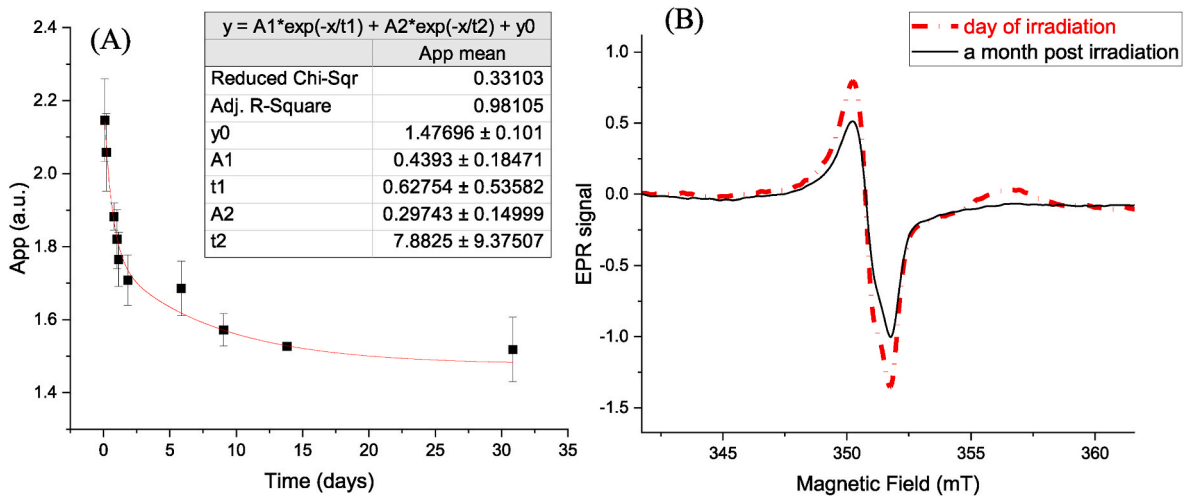 (A)
y = A1*exp(-x/t1) + A2*exp(-x/t2) + y0
App mean
Reduced Chi-Sqr 0.33103
Adj. R-Square 0.98105
y0 1.47696 ± 0.101
A1 0.4393 ± 0.18471
t1 0.62754 ± 0.53582
A2 0.29743 ± 0.14999
t2 7.8825 ± 9.37507
App (a.u.)
2.4
2.2
2.0
1.8
1.6
1.4
0 5 10 15 20 25 30 35
Time (days)
(B)
day of irradiation
a month post irradiation
EPR signal
1.0
0.5
0.0
-0.5
-1.0
-1.5
345 350 355 360
Magnetic Field (mT)